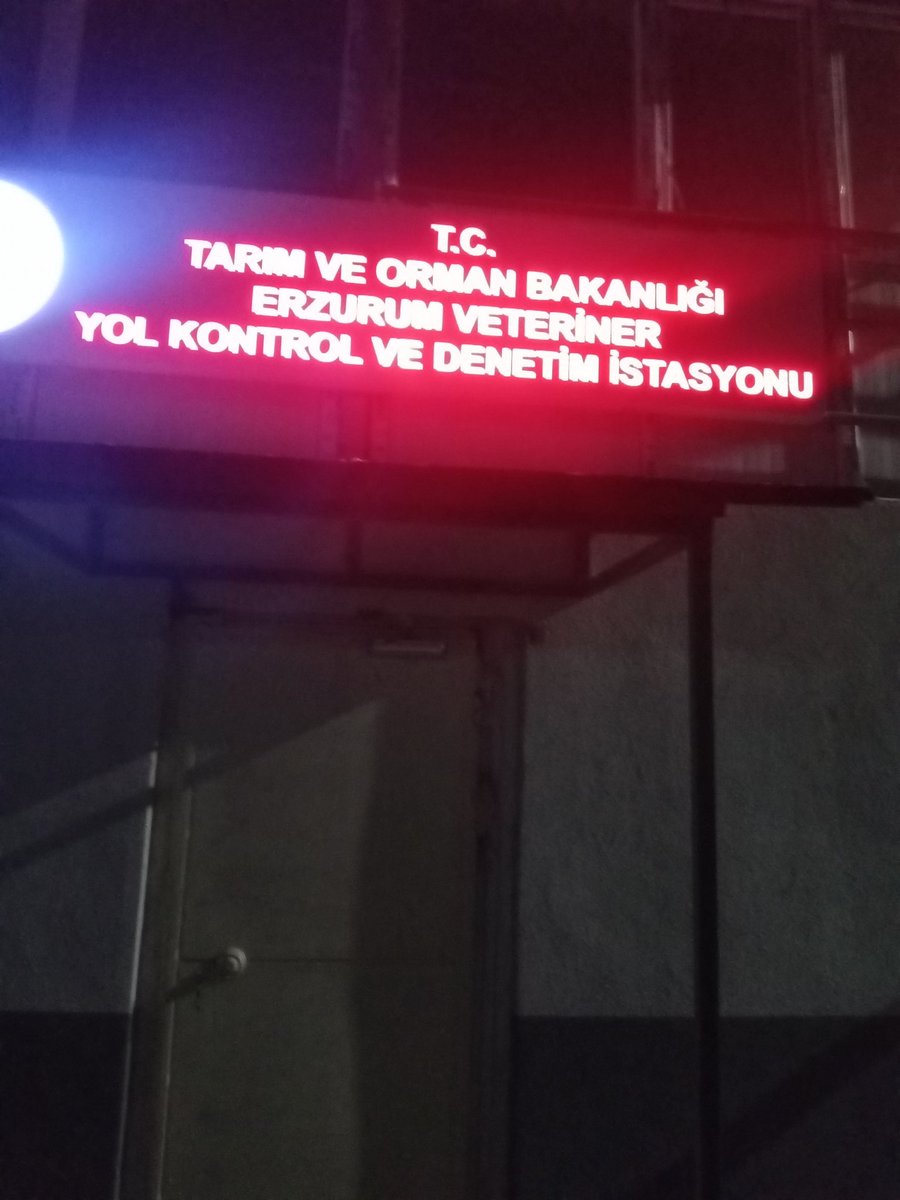 T.C.
TARIM VE ORMAN BAKANLIĞI
ERZURUM VETERİNER
YOL KONTROL VE DENETİM İSTASYONU